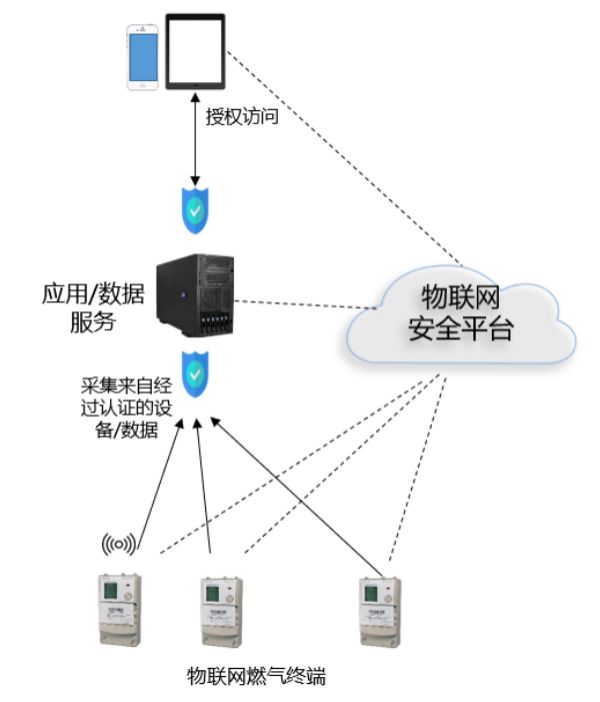 授权访问
物联网
安全平台
应用/数据
服务
采集来自经
过认证的设
备/数据
物联网燃气终端